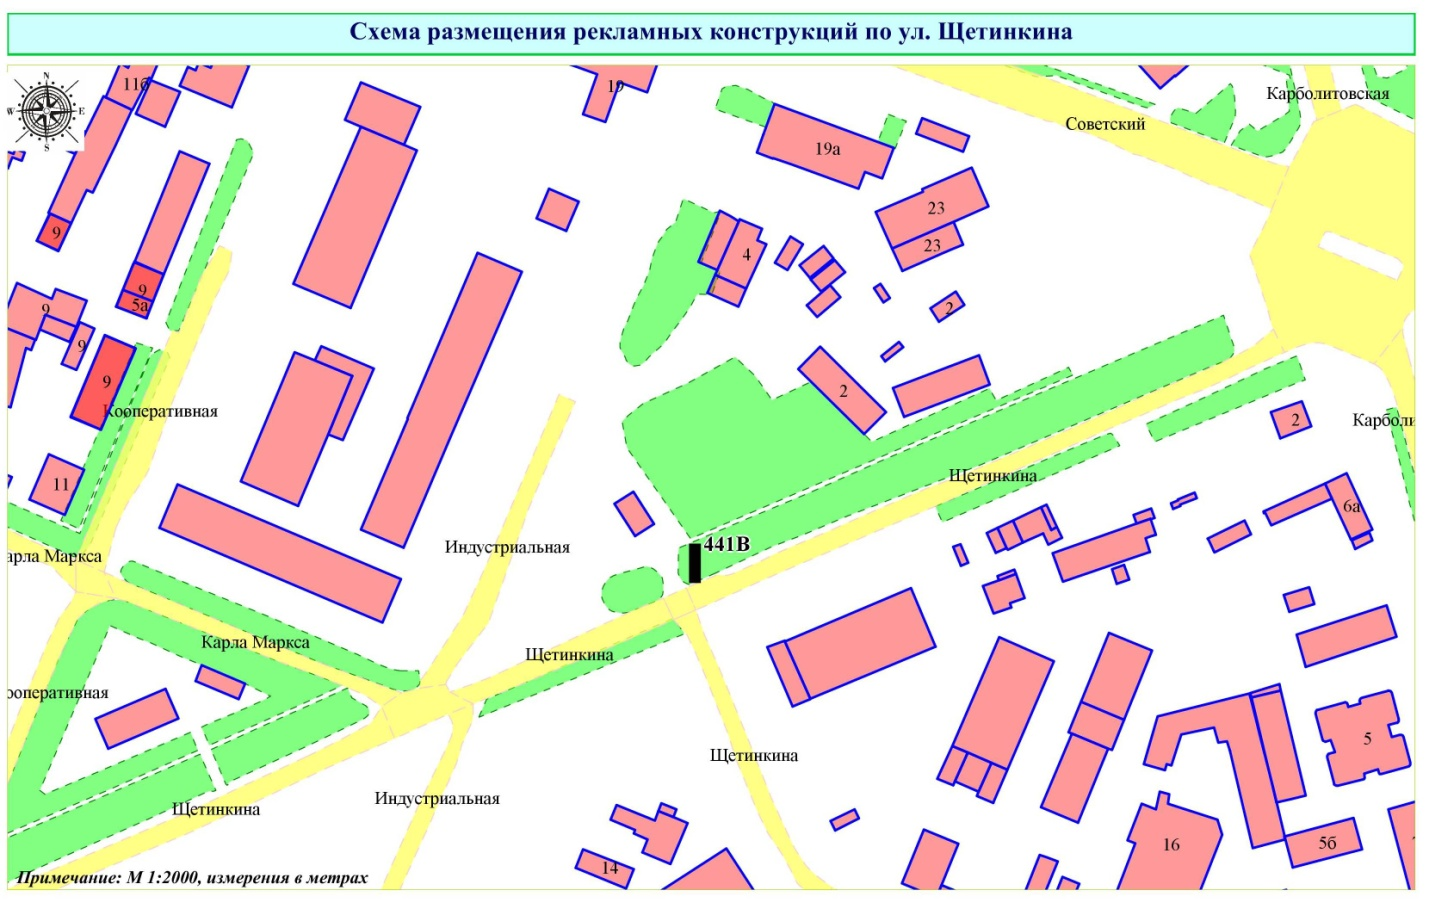 Схема размещения рекламных конструкций по ул. Щетинкина
N
W
E
S
11б
19
Карболитовская
Советский
19а
23
23
9
4
9
5а
9
9
2
9
2
Кооперативная
2
Карболи
11
Щетинкина
6а
441В
Индустриальная
арла Маркса
Карла Маркса
Щетинкина
ооперативная
5
Щетинкина
Индустриальная
Щетинкина
16
5б
14
Примечание: М 1:2000, измерения в метрах